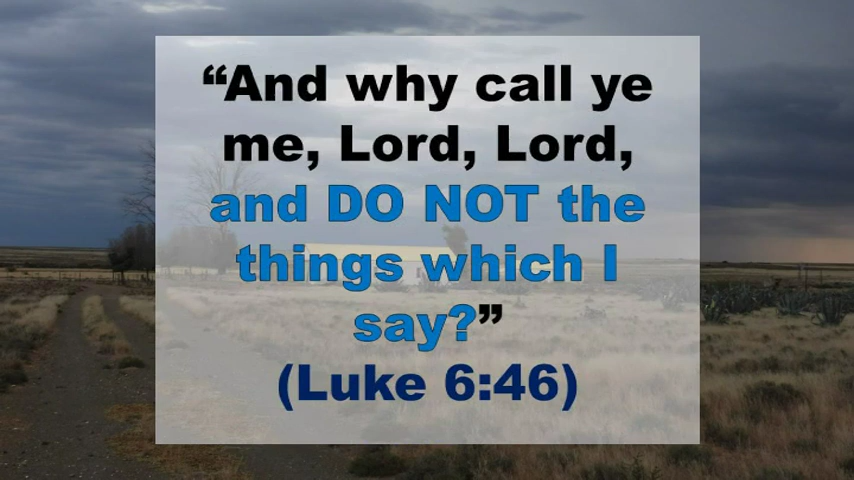 “And why call ye
me, Lord, Lord,
and DO NOT the
things which I
say?”
(Luke 6:46)